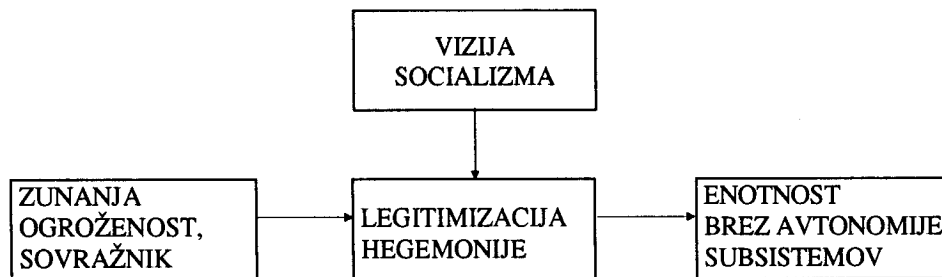 VIZIJA
SOCIALIZMA
ZUNANJA
OGROŽENOST,
SOVRAŽNIK
LEGITIMIZACIJA
HEGEMONIJE
ENOTNOST
BREZ AVTONOMIJE
SUBSISTEMOV